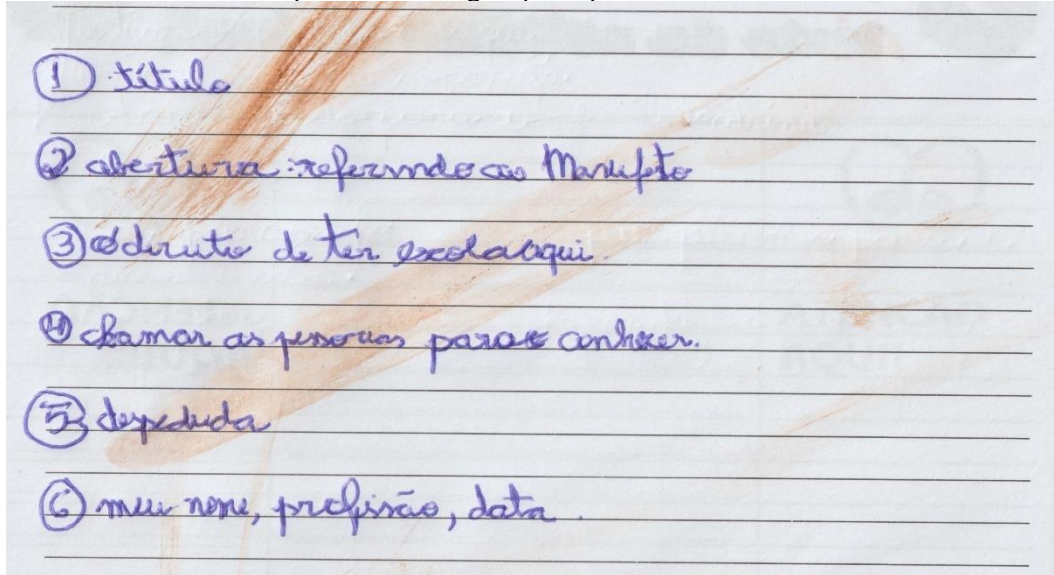 ① título
② abertura: referindo ao Manifesto
③ o direito de ter escola aqui.
④ chamar as pessoas para conhecer.
⑤ despedida
⑥ meu nome, profissão, data.